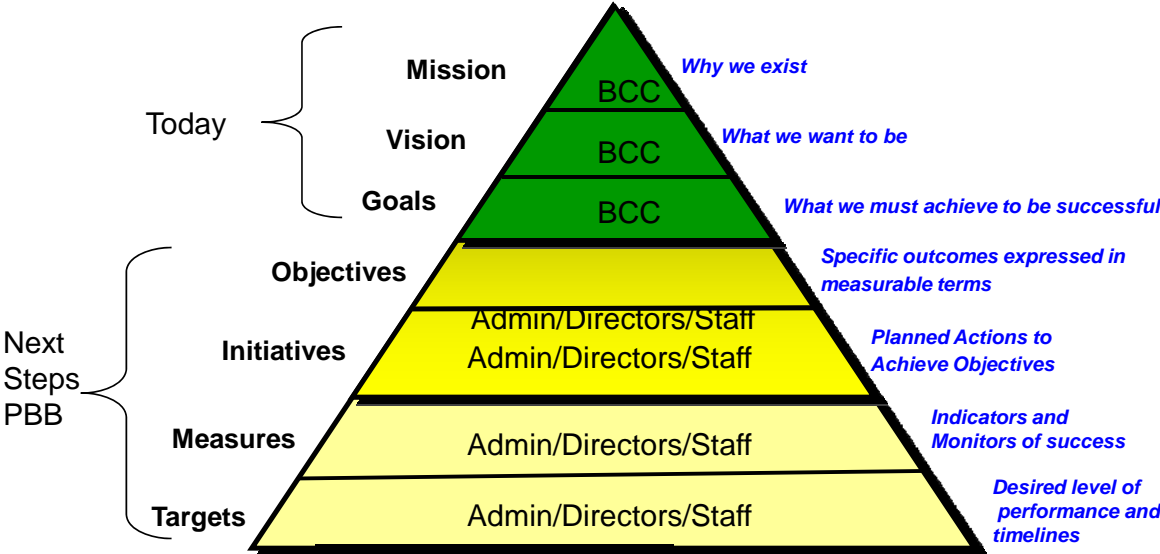 Mission
BCC
Why we exist
Today
Vision
BCC
What we want to be
Goals
BCC
What we must achieve to be successful
Objectives
Specific outcomes expressed in
measurable terms
Admin/Directors/Staff
Next
Steps
PBB
Initiatives
Admin/Directors/Staff
Planned Actions to
Achieve Objectives
Measures
Admin/Directors/Staff
Indicators and
Monitors of success
Targets
Admin/Directors/Staff
Desired level of
performance and
timelines